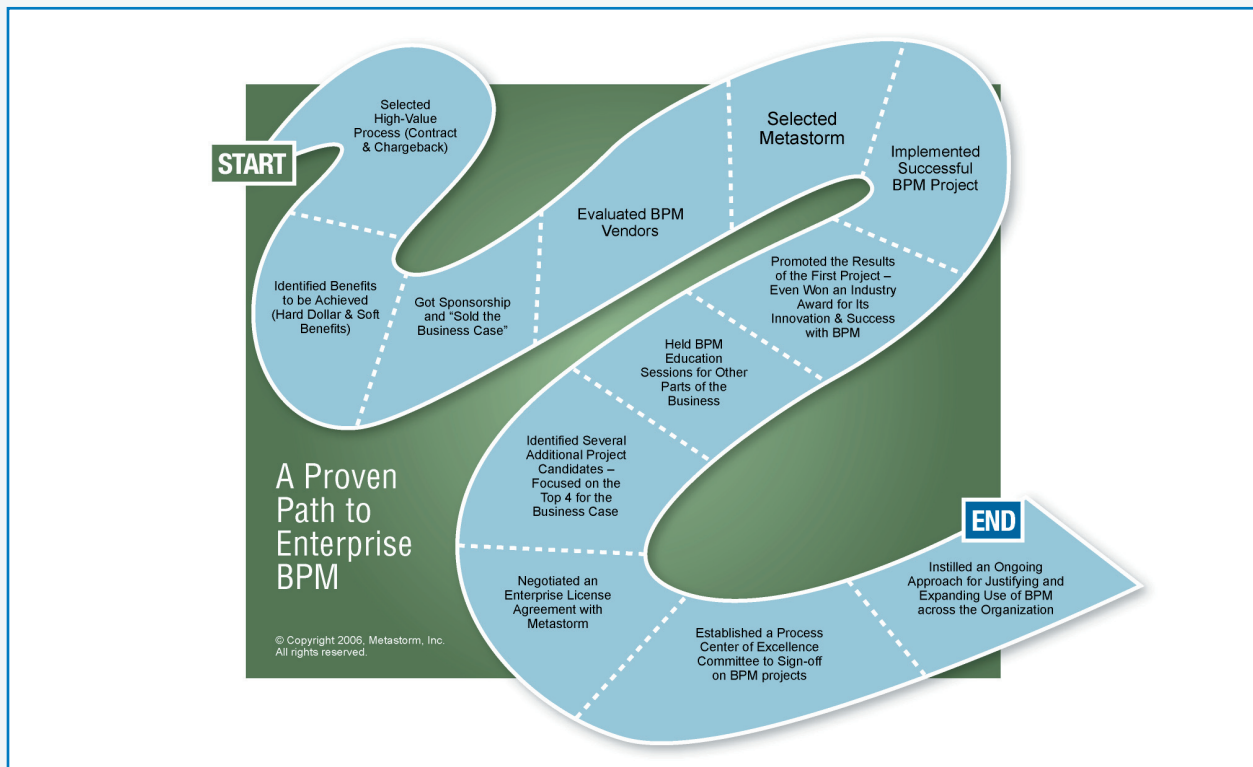 START
Selected
High-Value
Process (Contract
& Chargeback)
Identified Benefits
to be Achieved
(Hard Dollar & Soft
Benefits)
Got Sponsorship
and “Sold the
Business Case”
Evaluated BPM
Vendors
Selected
Metastorm
Implemented
Successful
BPM Project
Promoted the Results
of the First Project –
Even Won an Industry
Award for Its
Innovation & Success
with BPM
Held BPM
Education
Sessions for Other
Parts of the
Business
Identified Several
Additional Project
Candidates –
Focused on the
Top 4 for the
Business Case
Negotiated an
Enterprise License
Agreement with
Metastorm
Established a Process
Center of Excellence
Committee to Sign-off
on BPM projects
Instilled an Ongoing
Approach for Justifying and
Expanding Use of BPM
across the Organization
END
A Proven
Path to
Enterprise
BPM
© Copyright 2006, Metastorm, Inc.
All rights reserved.